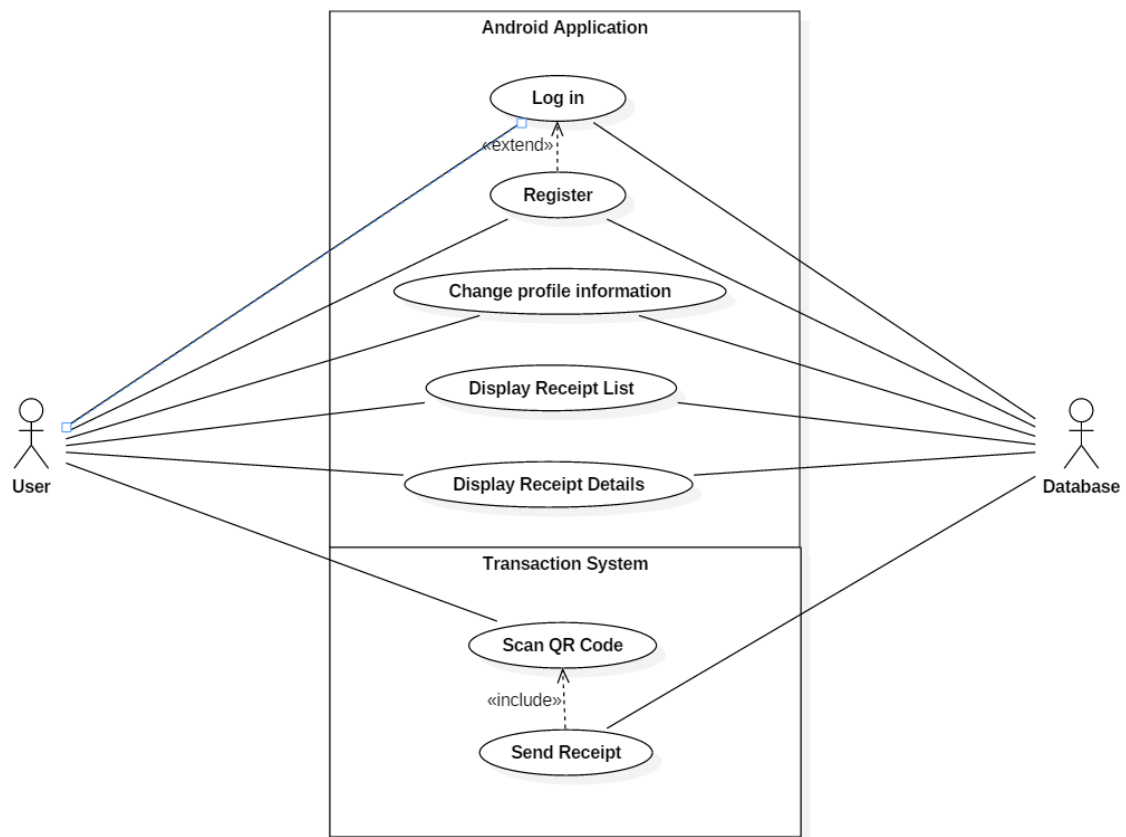 Android Application
Log in
«extend»
Register
Change profile information
Display Receipt List
Display Receipt Details
User
Database
Transaction System
Scan QR Code
«include»
Send Receipt